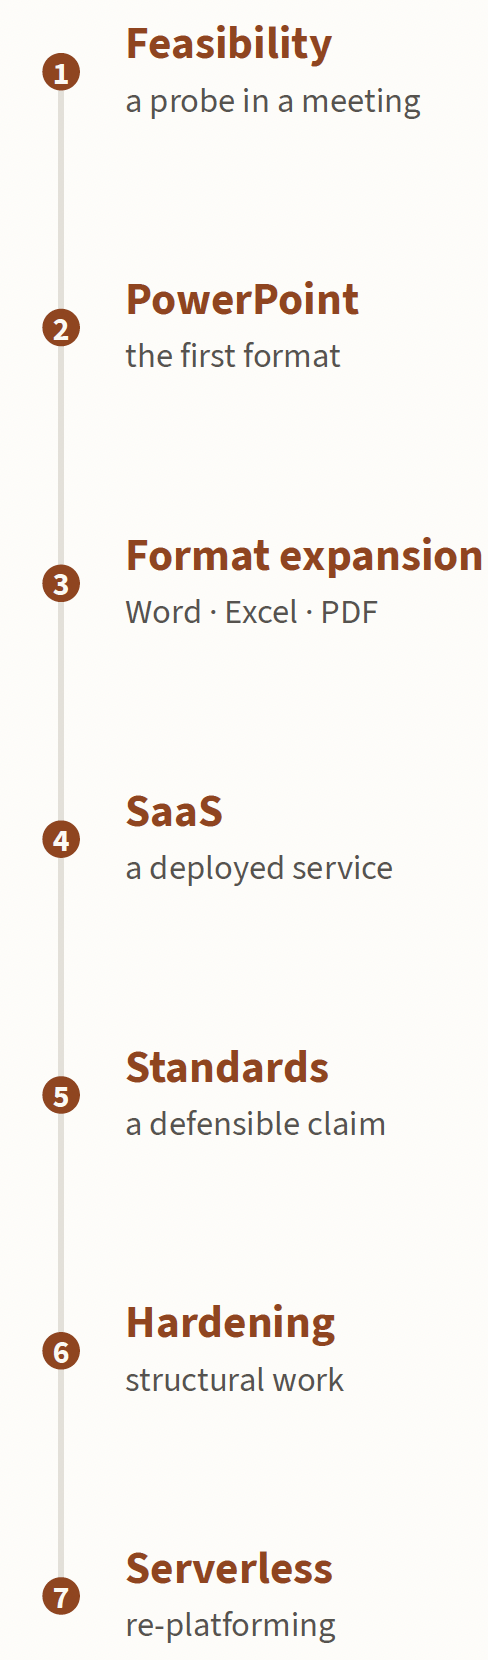 1
Feasibility
a probe in a meeting
2
PowerPoint
the first format
3
Format expansion
Word · Excel · PDF
4
SaaS
a deployed service
5
Standards
a defensible claim
6
Hardening
structural work
7
Serverless
re-platforming